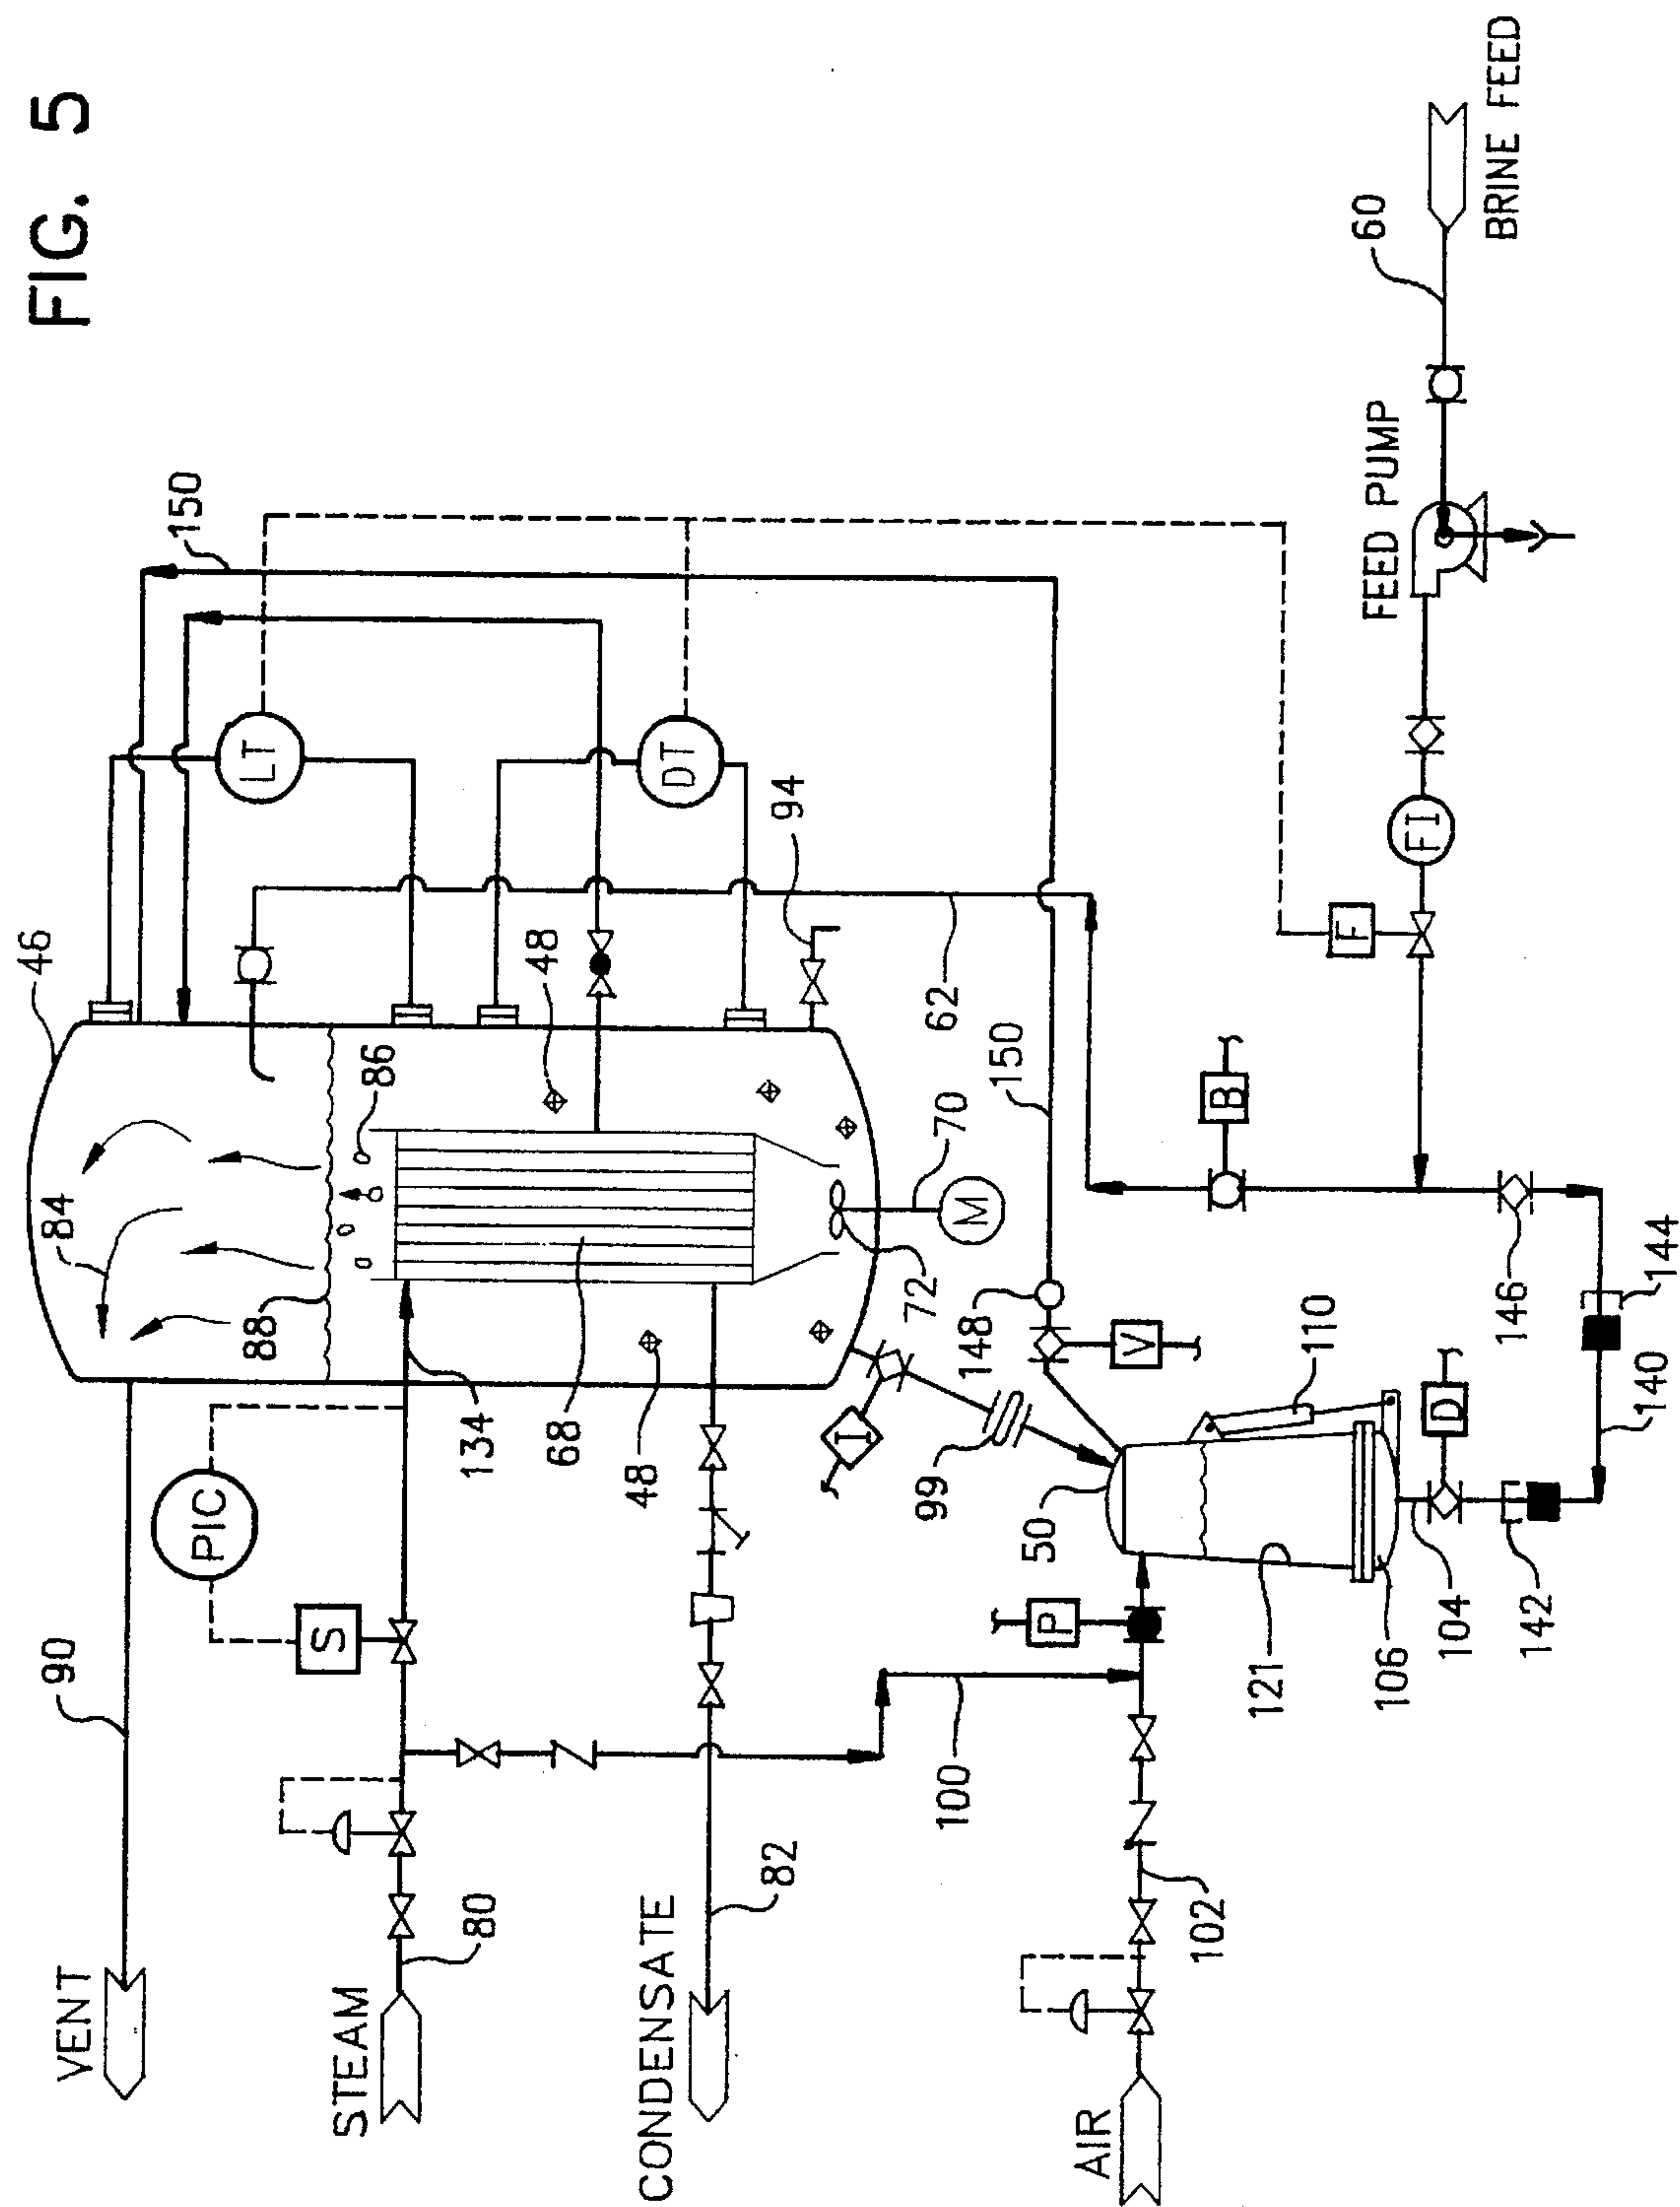 FIG. 5
VENT
90
84
46
150
STEAM
80
S
PIC
134
88
86
LT
CONDENSATE
82
68
48
48
DT
94
72
70
M
I
99
148
V
150
62
AIR
102
100
P
50
121
106
104
142
D
110
140
144
146
B
F
FI
FEED PUMP
60
BRINE FEED